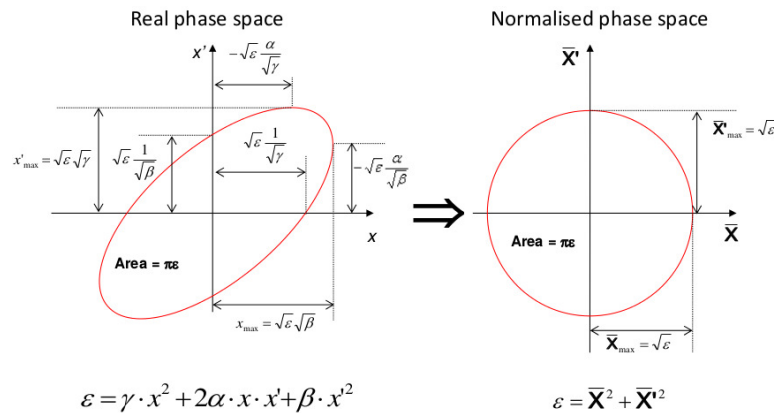 Real phase space
Normalised phase space
x'
−√ε α/√γ
X̄'
x'max = √ε√γ
√ε 1/√β
√ε 1/√γ
−√ε α/√β
X̄'max = √ε
x
X̄
Area = πε
Area = πε
xmax = √ε√β
X̄max = √ε
ε = γ · x² + 2α · x · x' + β · x'²
ε = X̄² + X̄'²